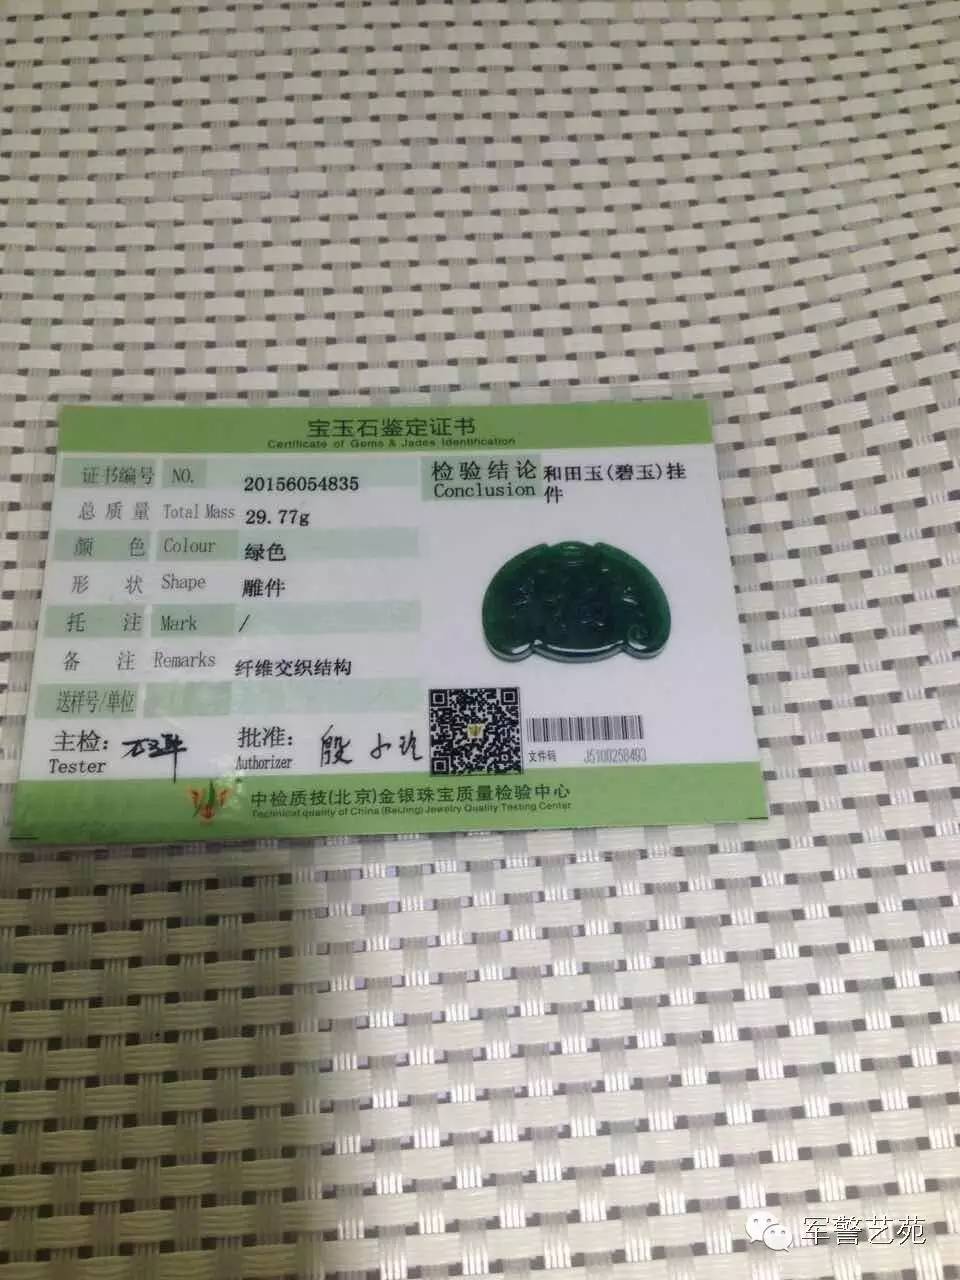 宝玉石鉴定证书
Certificate of Gems & Jades Identification
证书编号 NO. 20156054835
总质量 Total Mass 29.77g
颜色 Colour 绿色
形状 Shape 雕件
托注 Mark /
备注 Remarks 纤维交织结构
送样号/单位
检验结论 和田玉(碧玉)挂
Conclusion 件
主检:
Tester
批准: 殷小玲
Authorizer
文件码 J5100258493
中检质技(北京)金银珠宝质量检验中心
Technical quality of China (BeiJing) Jewelry Quality Testing Center
军警艺苑